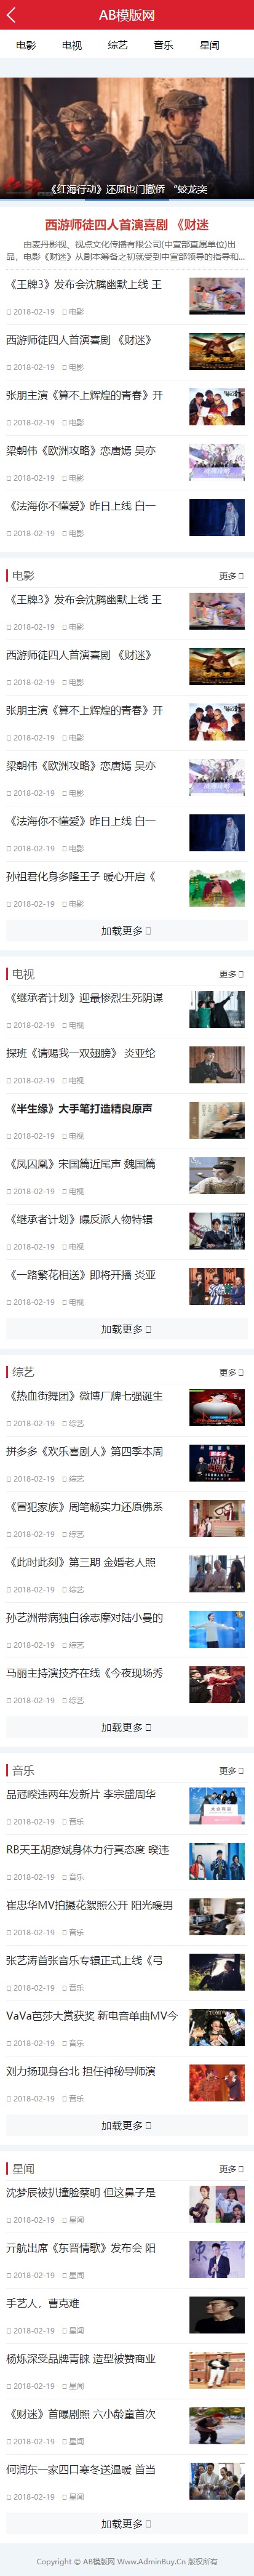 AB模版网
电影 电视 综艺 音乐 星闻
《红海行动》还原也门撤侨 “蛟龙突
西游师徒四人首演喜剧 《财迷
由麦丹影视、视点文化传播有限公司(中宣部直属单位)出
品，电影《财迷》从剧本筹备之初就受到中宣部领导的指导和...
《王牌3》发布会沈腾幽默上线 王
2018-02-19 电影
西游师徒四人首演喜剧 《财迷》
2018-02-19 电影
张朋主演《算不上辉煌的青春》开
2018-02-19 电影
梁朝伟《欧洲攻略》恋唐嫣 吴亦
2018-02-19 电影
《法海你不懂爱》昨日上线 白一
2018-02-19 电影
电影 更多
《王牌3》发布会沈腾幽默上线 王
2018-02-19 电影
西游师徒四人首演喜剧 《财迷》
2018-02-19 电影
张朋主演《算不上辉煌的青春》开
2018-02-19 电影
梁朝伟《欧洲攻略》恋唐嫣 吴亦
2018-02-19 电影
《法海你不懂爱》昨日上线 白一
2018-02-19 电影
孙祖君化身多隆王子 暖心开启《
2018-02-19 电影
加载更多
电视 更多
《继承者计划》迎最惨烈生死阴谋
2018-02-19 电视
探班《请赐我一双翅膀》 炎亚纶
2018-02-19 电视
《半生缘》大手笔打造精良原声
2018-02-19 电视
《凤囚凰》宋国篇近尾声 魏国篇
2018-02-19 电视
《继承者计划》曝反派人物特辑
2018-02-19 电视
《一路繁花相送》即将开播 炎亚
2018-02-19 电视
加载更多
综艺 更多
《热血街舞团》微博厂牌七强诞生
2018-02-19 综艺
拼多多《欢乐喜剧人》第四季本周
2018-02-19 综艺
《冒犯家族》周笔畅实力还原佛系
2018-02-19 综艺
《此时此刻》第三期 金婚老人照
2018-02-19 综艺
孙艺洲带病独白徐志摩对陆小曼的
2018-02-19 综艺
马丽主持演技齐在线《今夜现场秀
2018-02-19 综艺
加载更多
音乐 更多
品冠暌违两年发新片 李宗盛周华
2018-02-19 音乐
RB天王胡彦斌身体力行真态度 暌违
2018-02-19 音乐
崔忠华MV拍摄花絮照公开 阳光暖男
2018-02-19 音乐
张艺涛首张音乐专辑正式上线《弓
2018-02-19 音乐
VaVa芭莎大赏获奖 新电音单曲MV今
2018-02-19 音乐
刘力扬现身台北 担任神秘导师演
2018-02-19 音乐
加载更多
星闻 更多
沈梦辰被扒撞脸蔡明 但这鼻子是
2018-02-19 星闻
亓航出席《东晋情歌》发布会 阳
2018-02-19 星闻
手艺人，曹克难
2018-02-19 星闻
杨烁深受品牌青睐 造型被赞商业
2018-02-19 星闻
《财迷》首曝剧照 六小龄童首次
2018-02-19 星闻
何润东一家四口寒冬送温暖 首当
2018-02-19 星闻
加载更多
Copyright © AB模版网 Www.AdminBuy.Cn 版权所有